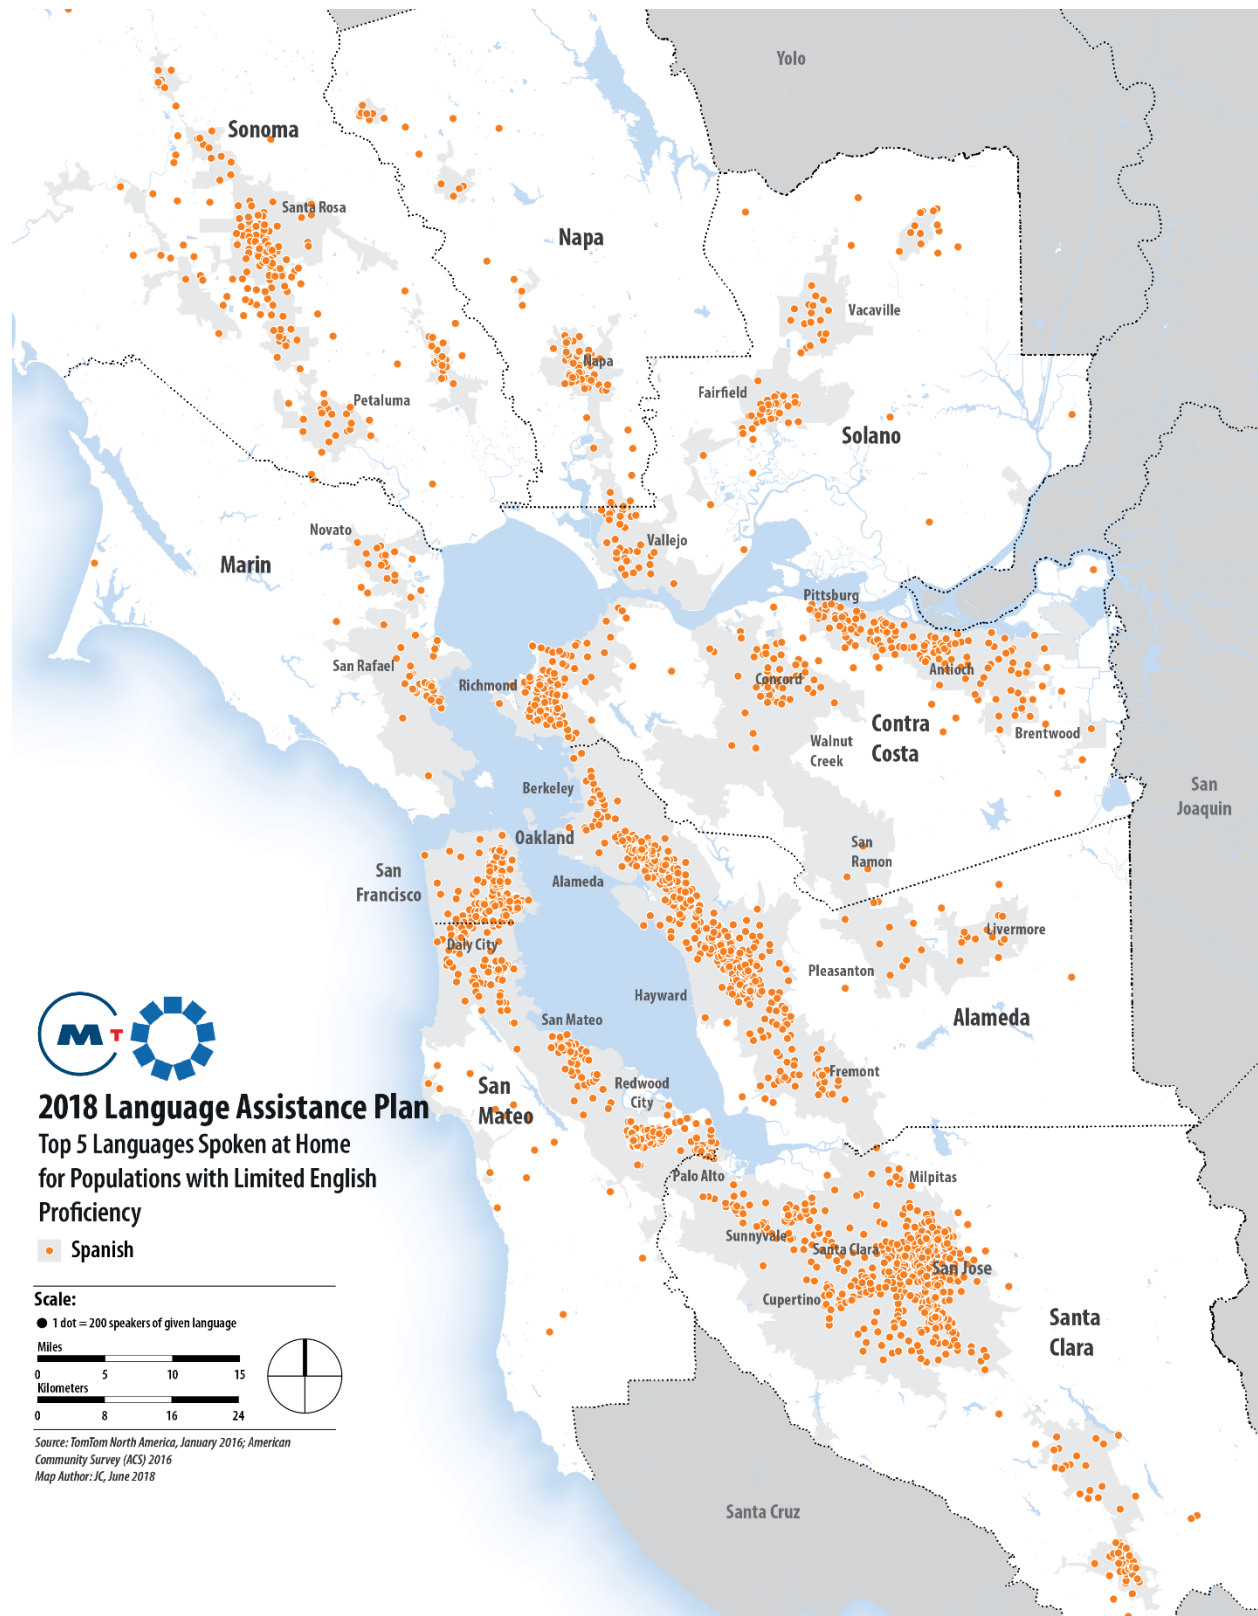 Yolo
Sonoma
Santa Rosa
Napa
Vacaville
Napa
Fairfield
Petaluma
Solano
Novato
Vallejo
Marin
Pittsburg
San Rafael
Antioch
Richmond
Concord
Contra
Costa
Brentwood
Walnut
Creek
San
Joaquin
Berkeley
Oakland
San
Ramon
San
Francisco
Alameda
Livermore
Daly City
Pleasanton
Hayward
Alameda
San Mateo
Fremont
Redwood
City
San
Mateo
Palo Alto
Milpitas
Sunnyvale
Santa Clara
San Jose
Cupertino
Santa
Clara
Santa Cruz
M T
2018 Language Assistance Plan
Top 5 Languages Spoken at Home
for Populations with Limited English
Proficiency
Spanish
Scale:
1 dot = 200 speakers of given language
Miles
0 5 10 15
Kilometers
0 8 16 24
Source: TomTom North America, January 2016; American
Community Survey (ACS) 2016
Map Author: JC, June 2018